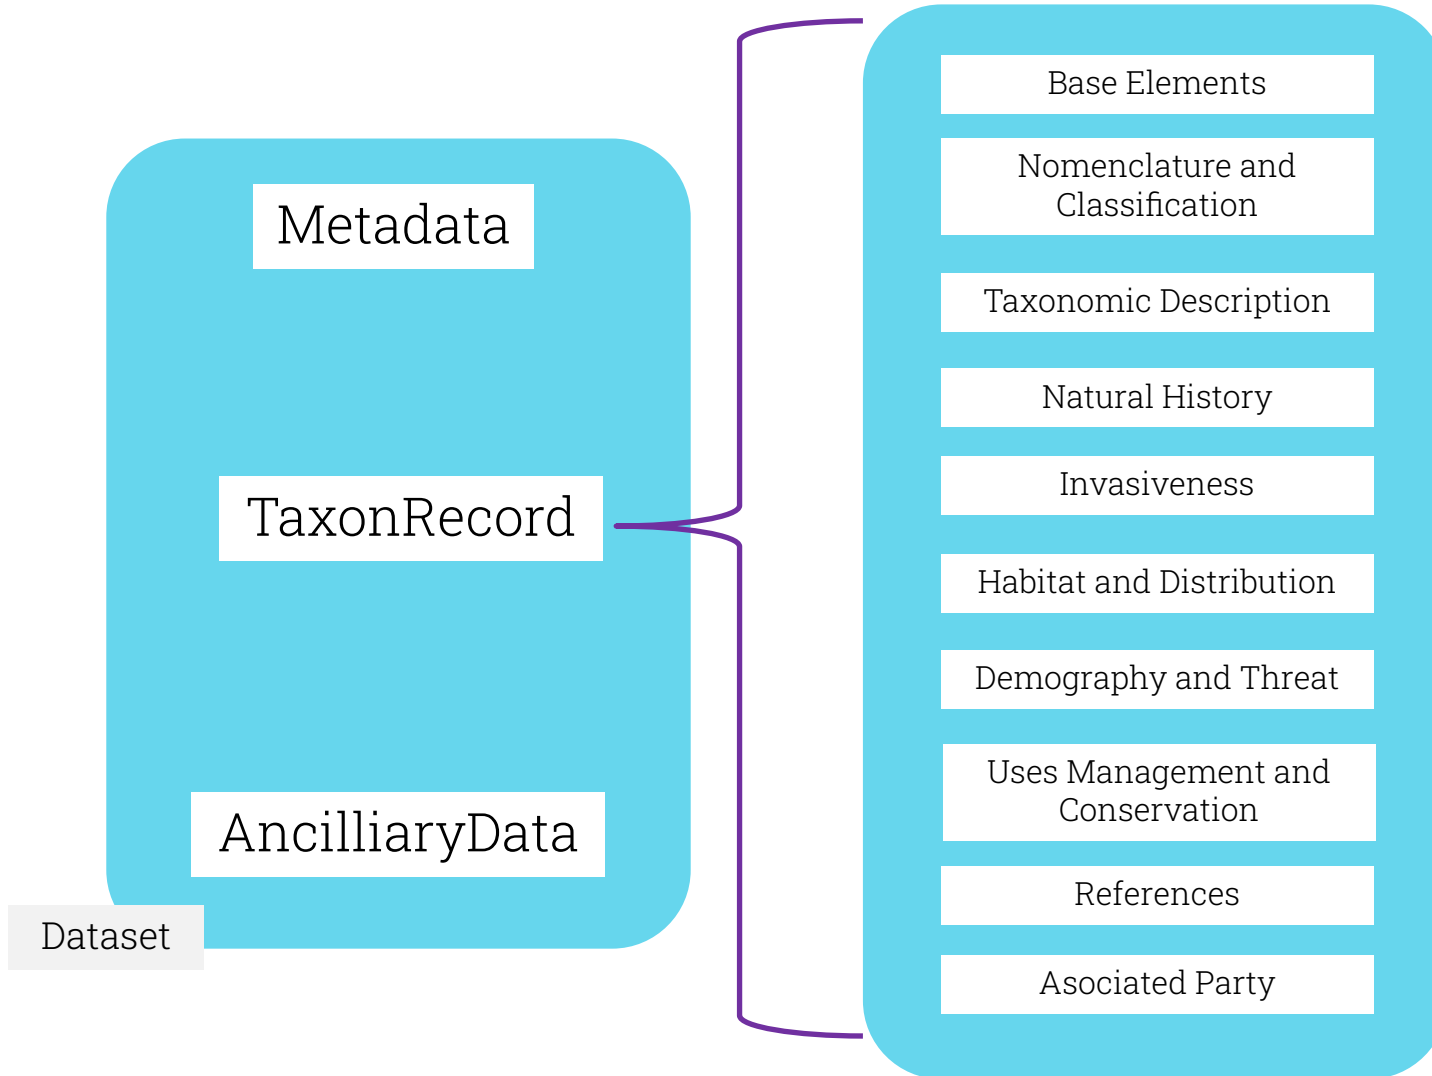 Metadata
TaxonRecord
AncilliaryData
Dataset
Base Elements
Nomenclature and
Classification
Taxonomic Description
Natural History
Invasiveness
Habitat and Distribution
Demography and Threat
Uses Management and
Conservation
References
Asociated Party